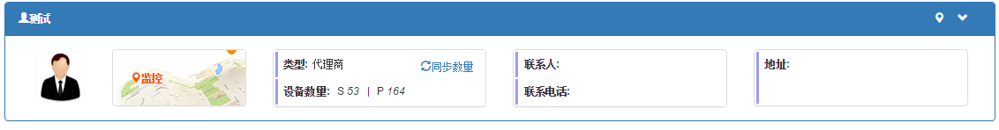 测试
监控
类型: 代理商
同步数量
设备数量: S 53 | P 164
联系人:
联系电话:
地址: